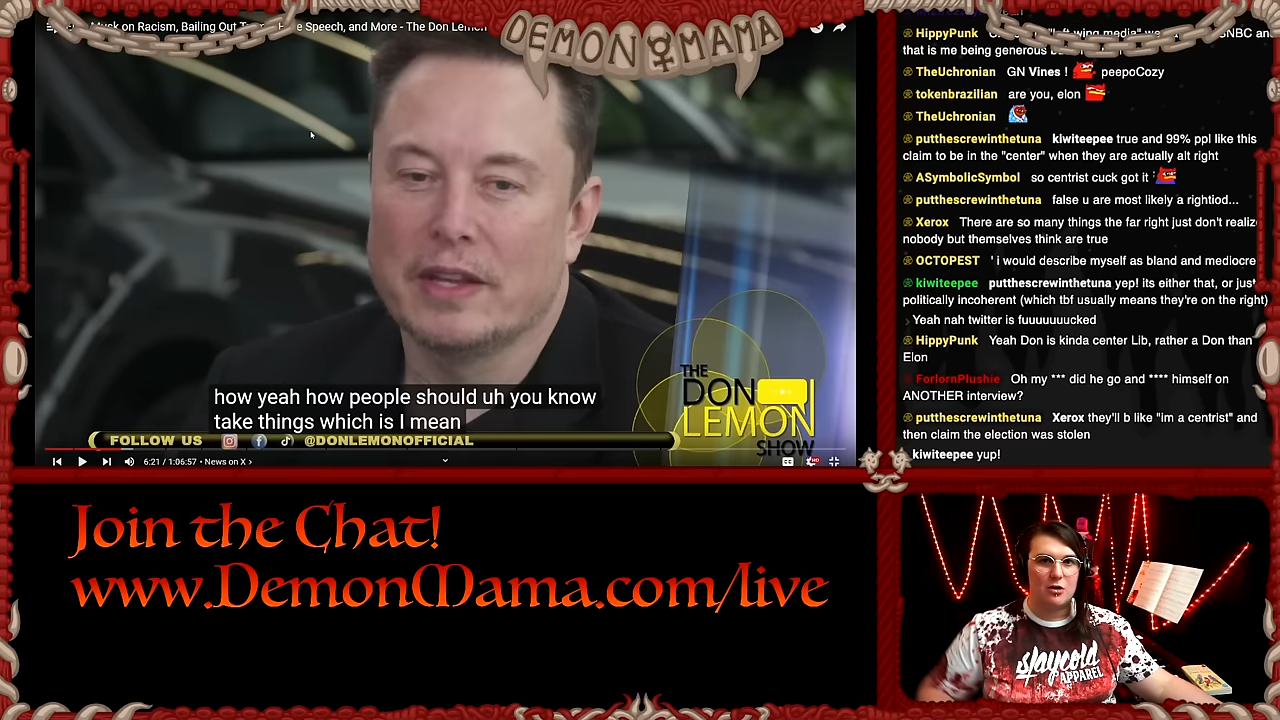 Musk on Racism, Bailing Out
Speech, and More - The Don Lemon
DEMON MAMA
how yeah how people should uh you know
take things which is I mean
THE
DON
LEMON
SHOW
FOLLOW US @DONLEMONOFFICIAL
6:21 / 1:06:57 • News on X ›
HippyPunk
that is me being generous
TheUchronian GN Vines ! peepoCozy
tokenbrazilian are you, elon
TheUchronian
putthescrewinthetuna kiwiteepee true and 99% ppl like this
claim to be in the "center" when they are actually alt right
ASymbolicSymbol so centrist cuck got it '
putthescrewinthetuna false u are most likely a rightiod...
Xerox There are so many things the far right just don't realiz
nobody but themselves think are true
OCTOPEST ' i would describe myself as bland and mediocre
kiwiteepee putthescrewinthetuna yep! its either that, or just
politically incoherent (which tbf usually means they're on the right)
Yeah nah twitter is fuuuuuuucked
HippyPunk Yeah Don is kinda center Lib, rather a Don than
Elon
ForlornPlushie Oh my *** did he go and **** himself on
ANOTHER interview?
putthescrewinthetuna Xerox they'll b like "im a centrist" and
then claim the election was stolen
kiwiteepee yup!
Join the Chat!
www.DemonMama.com/live
slaycold
APPAREL